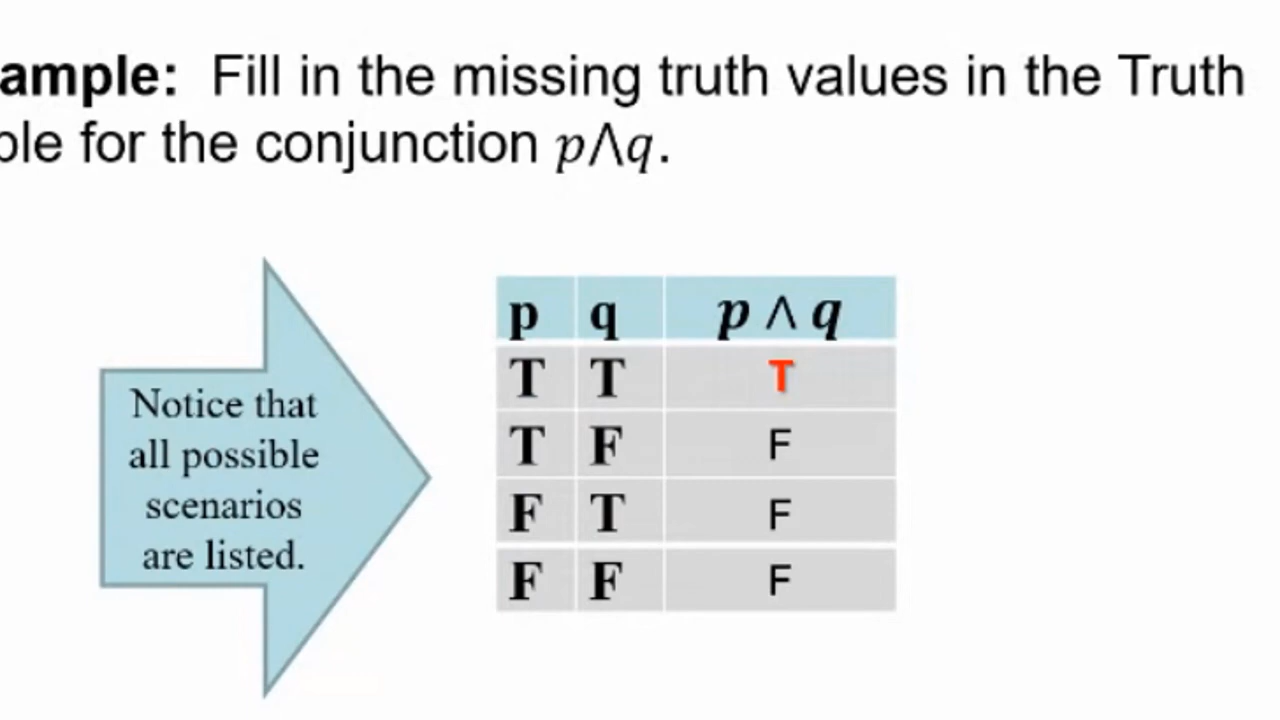 ample: Fill in the missing truth values in the Truth
ole for the conjunction p∧q.
Notice that
all possible
scenarios
are listed.
p q p ∧ q
T T T
T F F
F T F
F F F